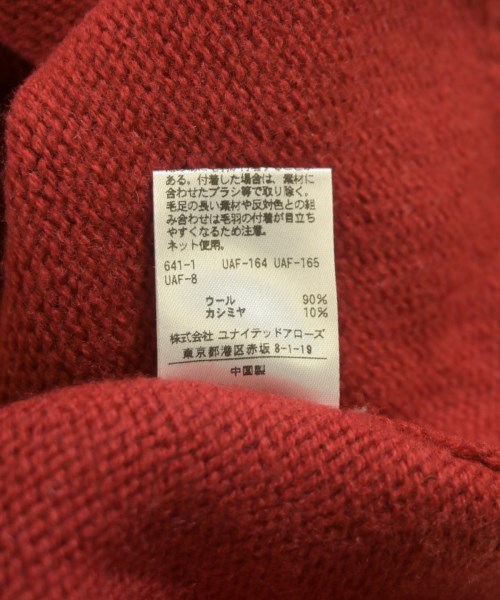 ある。付着した場合は、素材に
合わせたブラシ等で取り除く。
毛足の長い素材や反対色との組
み合わせは毛羽の付着が目立ち
やすくなるため注意。
ネット使用。
641-1 UAF-164 UAF-165
UAF-8
ウール 90%
カシミヤ 10%
株式会社 ユナイテッドアローズ
東京都港区赤坂 8-1-19
中国製